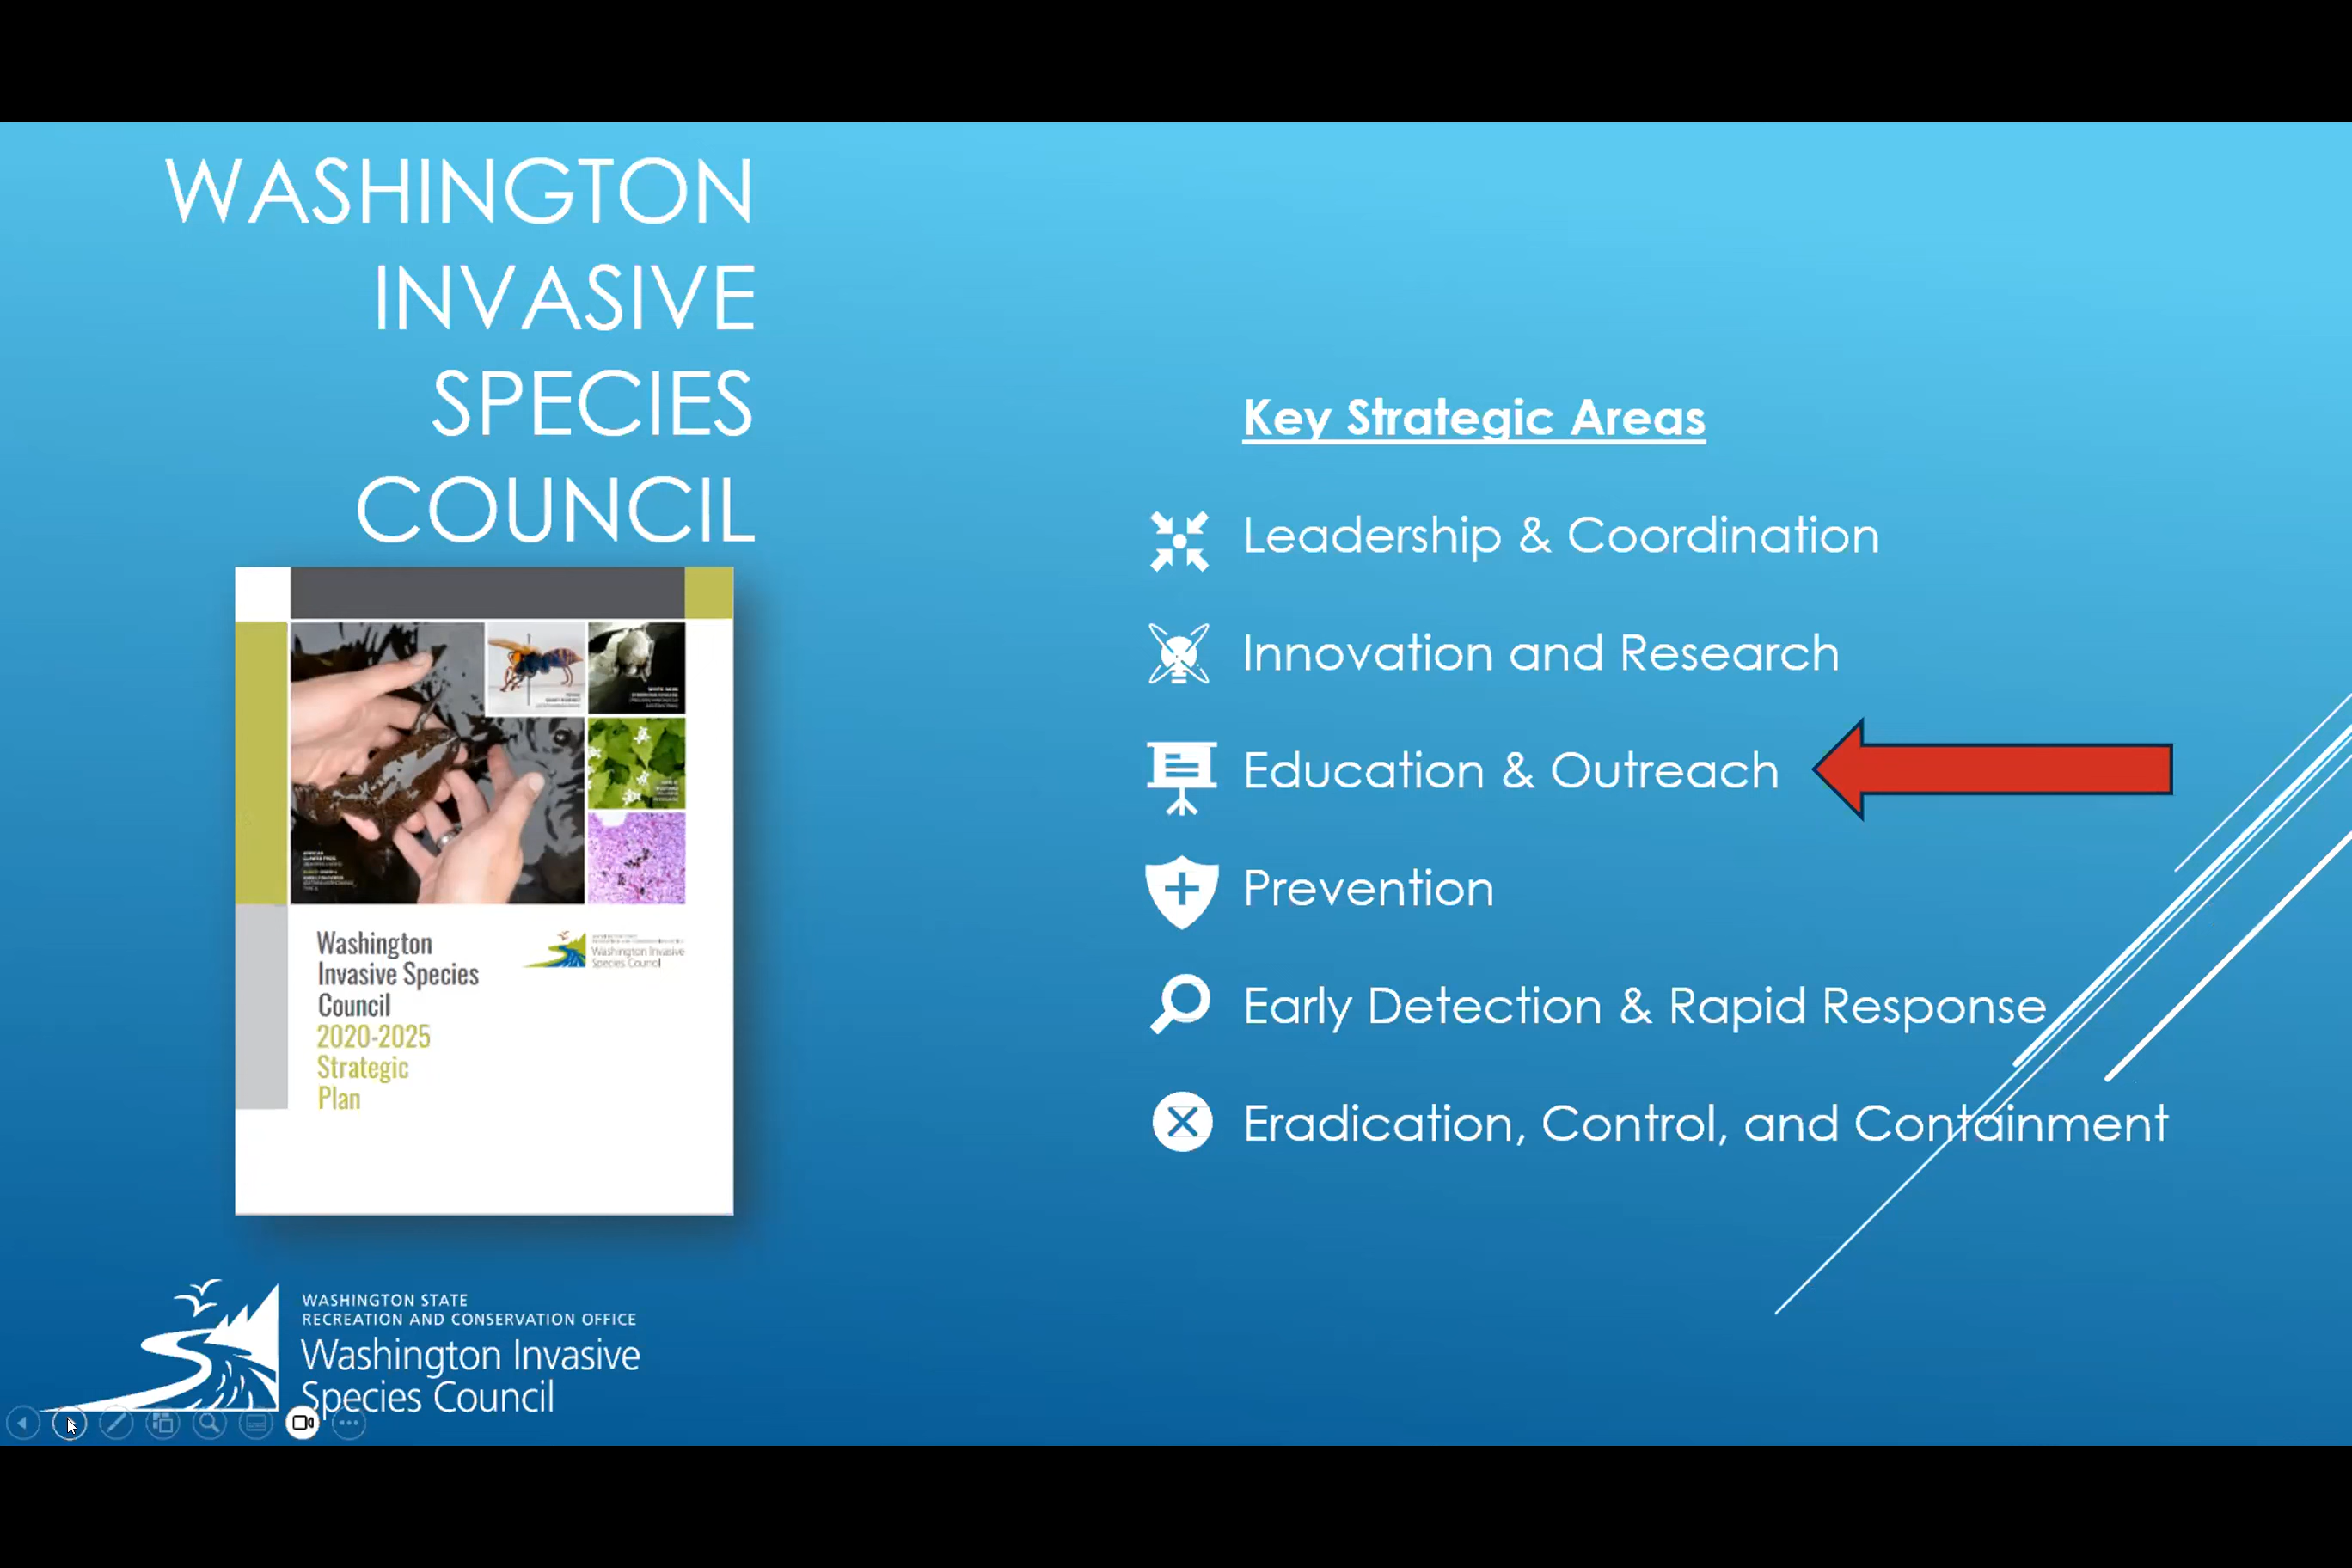 WASHINGTON
INVASIVE
SPECIES
COUNCIL
Washington
Invasive Species
Council
2020-2025
Strategic
Plan
Washington Invasive
Species Council
WASHINGTON STATE
RECREATION AND CONSERVATION OFFICE
Washington Invasive
Species Council
Key Strategic Areas
Leadership & Coordination
Innovation and Research
Education & Outreach
Prevention
Early Detection & Rapid Response
Eradication, Control, and Containment